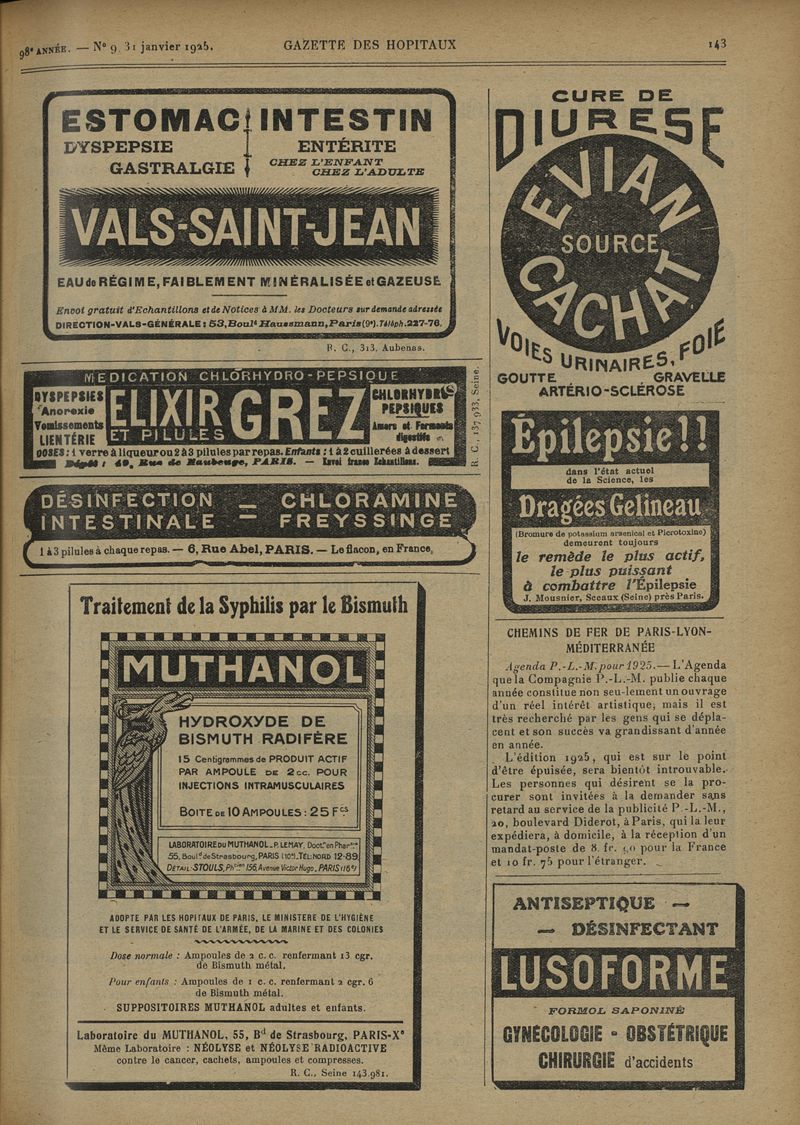 98e ANNÉE. — No 9. 31 janvier 1925. GAZETTE DES HOPITAUX 143
ESTOMAC INTESTIN
DYSPEPSIE ENTÉRITE
GASTRALGIE CHEZ L'ENFANT
CHEZ L'ADULTE
VALS-SAINT-JEAN
EAU de RÉGIME, FAIBLEMENT MINÉRALISÉE et GAZEUSE
Envoi gratuit d'Echantillons et de Notices à MM. les Docteurs sur demande adressée
DIRECTION-VALS-GÉNÉRALE : 53, Boulд Haussmann, Paris (9e). Téléph. 227-76.
R. C., 313. Aubenas.
MEDICATION CHLORHYDRO-PEPSIQUE
DYSPEPSIES
Anorexie
Vomissements
LIENTÉRIE
ELIXIR GREZ
ET PILULES
CHLORHYDRO
PEPSIQUES
Amers et Ferments
digestifs
DOSES : 1 verre à liqueur ou 2 à 3 pilules par repas. Enfants : 1 à 2 cuillerées à dessert
Dépôt : 49, Rue de Maubeuge, PARIS. — Envoi franco Echantillons.
R. C., 137 933, Seine.
DÉSINFECTION = CHLORAMINE
INTESTINALE FREYSSINGE
1 à 3 pilules à chaque repas. — 6, Rue Abel, PARIS. — Le flacon, en France,
Traitement de la Syphilis par le Bismuth
MUTHANOL
HYDROXYDE DE
BISMUTH RADIFÈRE
15 Centigrammes de PRODUIT ACTIF
PAR AMPOULE DE 2cc. POUR
INJECTIONS INTRAMUSCULAIRES
BOITE DE 10 AMPOULES : 25 Fcs
LABORATOIRE DU MUTHANOL. P. LEMAY, Doct. en Phar.
55, Boul.d de Strasbourg, PARIS (10e). TÉL: NORD 12-89
DÉTAIL: STOULS, Ph.cien 156, Avenue Victor Hugo, PARIS (16e)
ADOPTE PAR LES HOPITAUX DE PARIS, LE MINISTERE DE L'HYGIÈNE
ET LE SERVICE DE SANTÉ DE L'ARMÉE, DE LA MARINE ET DES COLONIES
Dose normale : Ampoules de 2 c. c. renfermant 13 cgr.
de Bismuth métal.
Pour enfants : Ampoules de 1 c. c. renfermant 2 cgr. 6
de Bismuth métal.
SUPPOSITOIRES MUTHANOL adultes et enfants.
Laboratoire du MUTHANOL, 55, Bd de Strasbourg, PARIS-Xe
Même Laboratoire : NÉOLYSE et NÉOLYSE RADIOACTIVE
contre le cancer, cachets, ampoules et compresses.
R. C., Seine 143.981.
CURE DE
DIURESE
EVIAN
SOURCE
CACHAT
VOIES URINAIRES, FOIE
GOUTTE GRAVELLE
ARTÉRIO-SCLÉROSE
Épilepsie!!
dans l'état actuel
de la Science, les
Dragées Gelineau
(Bromure de potassium arsenical et Picrotoxine)
demeurent toujours
le remède le plus actif,
le plus puissant
à combattre l'Épilepsie
J. Mousnier, Sceaux (Seine) près Paris.
CHEMINS DE FER DE PARIS-LYON-
MÉDITERRANÉE
Agenda P.-L.-M. pour 1925. — L'Agenda
que la Compagnie P.-L.-M. publie chaque
année constitue non seu-lement un ouvrage
d'un réel intérêt artistique, mais il est
très recherché par les gens qui se dépla-
cent et son succès va grandissant d'année
en année.
L'édition 1925, qui est sur le point
d'être épuisée, sera bientôt introuvable.
Les personnes qui désirent se la pro-
curer sont invitées à la demander sans
retard au service de la publicité P.-L.-M.,
20, boulevard Diderot, à Paris, qui la leur
expédiera, à domicile, à la réception d'un
mandat-poste de 8. fr. 50 pour la France
et 10 fr. 75 pour l'étranger.
ANTISEPTIQUE —
— DÉSINFECTANT
LUSOFORME
FORMOL SAPONINÉ
GYNÉCOLOGIE - OBSTÉTRIQUE
CHIRURGIE d'accidents